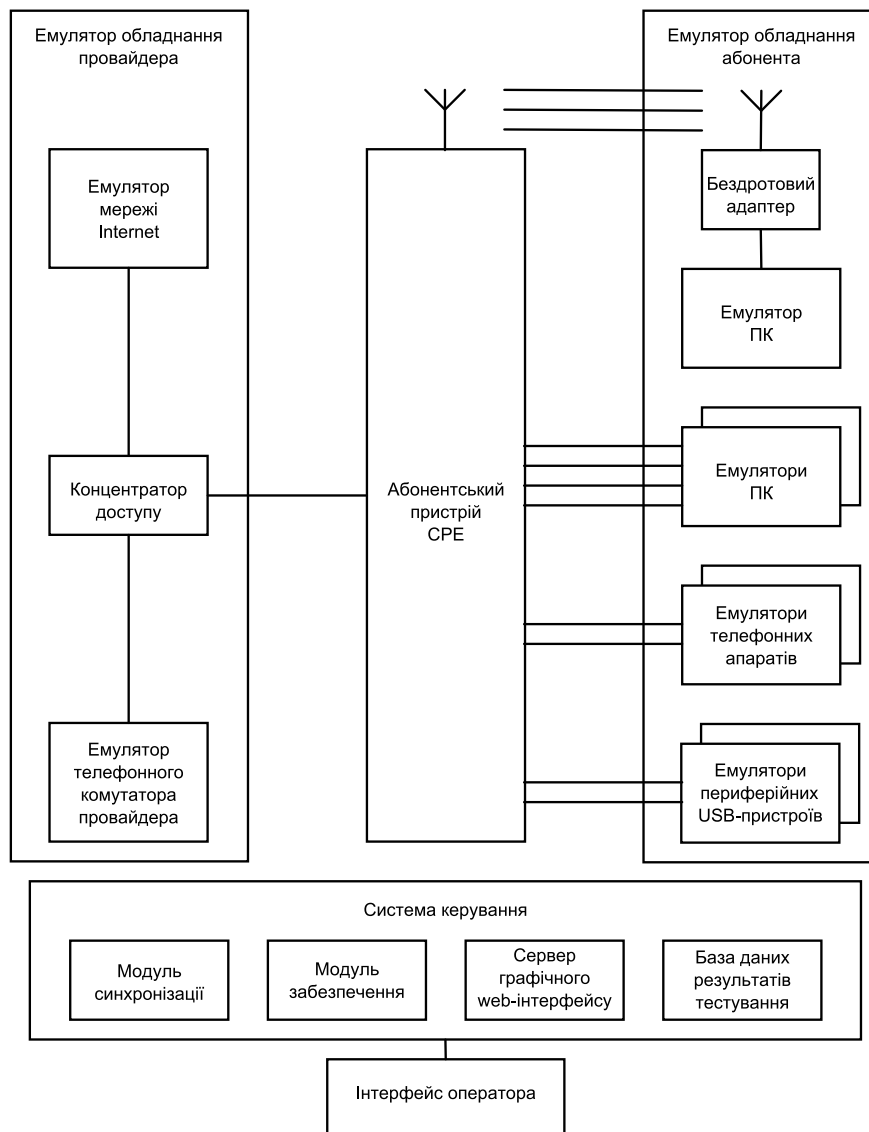 Емулятор обладнання
провайдера
Емулятор
мережі
Internet
Концентратор
доступу
Емулятор
телефонного
комутатора
провайдера
Абонентський
пристрій
CPE
Емулятор обладнання
абонента
Бездротовий
адаптер
Емулятор
ПК
Емулятори
ПК
Емулятори
телефонних
апаратів
Емулятори
периферійних
USB-пристроїв
Система керування
Модуль
синхронізації
Модуль
забезпечення
Сервер
графічного
web-інтерфейсу
База даних
результатів
тестування
Інтерфейс оператора